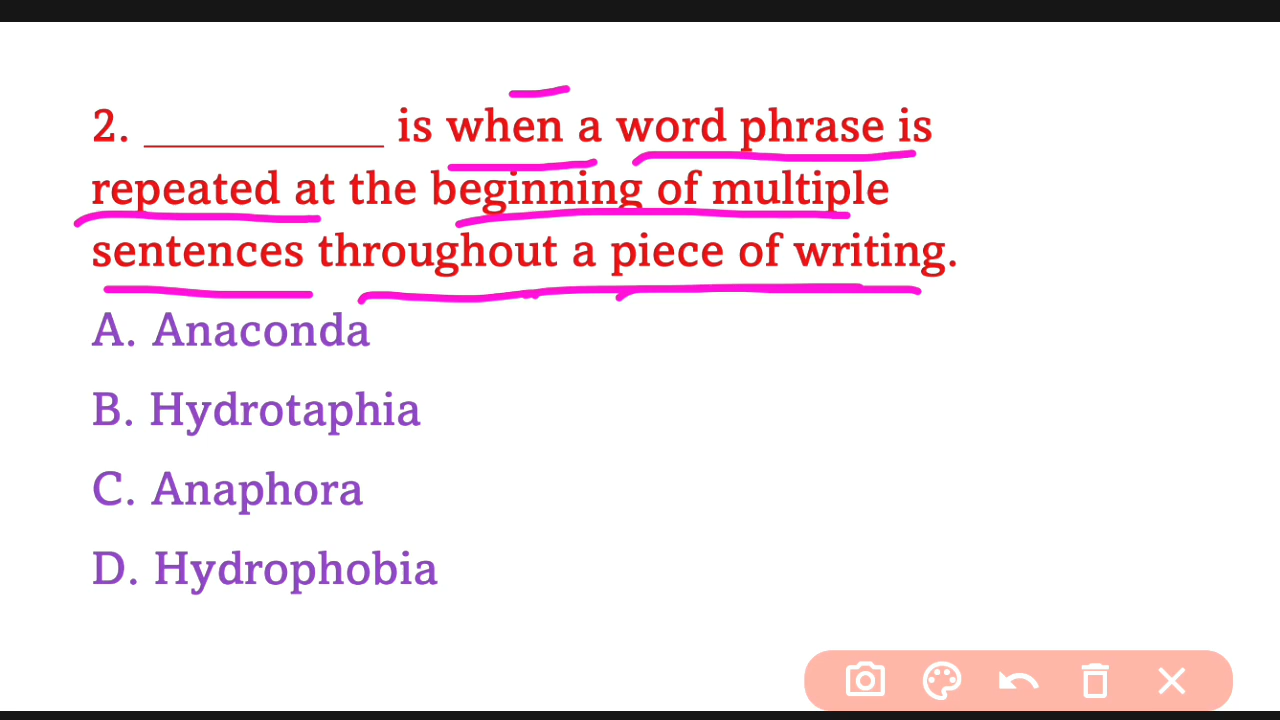 2. __________ is when a word phrase is
repeated at the beginning of multiple
sentences throughout a piece of writing.
A. Anaconda
B. Hydrotaphia
C. Anaphora
D. Hydrophobia